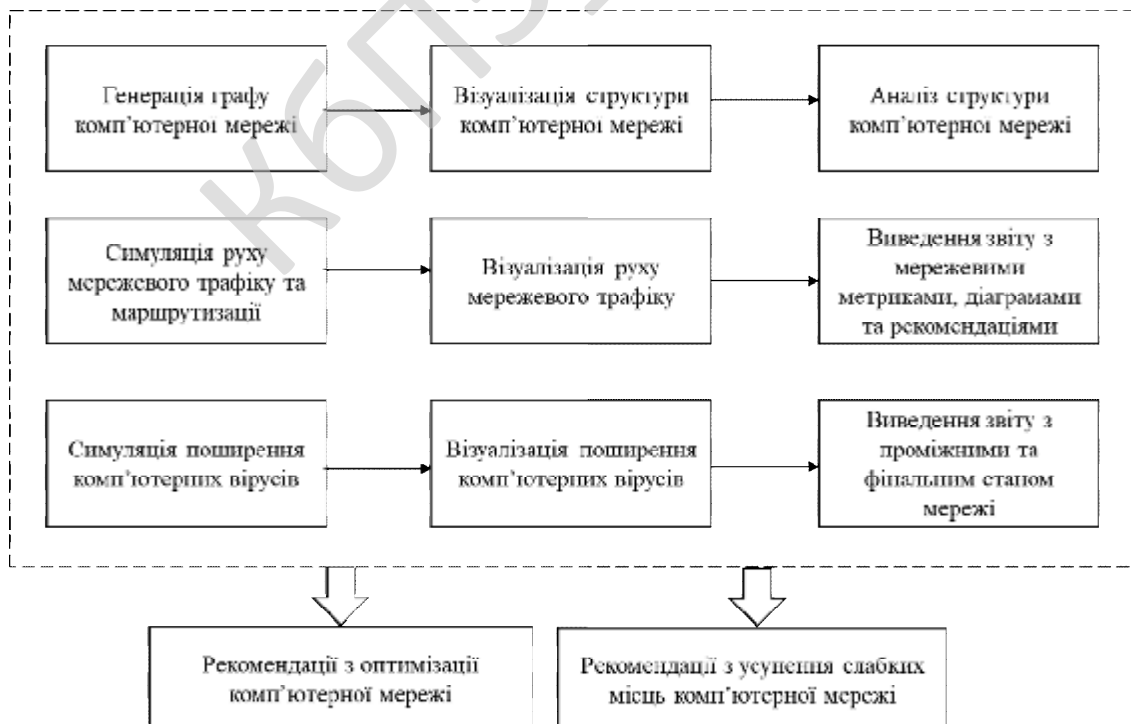 КбПЗ
Генерація графу
комп’ютерної мережі
Візуалізація структури
комп’ютерної мережі
Аналіз структури
комп’ютерної мережі
Симуляція руху
мережевого трафіку та
маршрутизації
Візуалізація руху
мережевого трафіку
Виведення звіту з
мережевими
метриками, діаграмами
та рекомендаціями
Симуляція поширення
комп’ютерних вірусів
Візуалізація поширення
комп’ютерних вірусів
Виведення звіту з
проміжними та
фінальним станом
мережі
Рекомендації з оптимізації
комп’ютерної мережі
Рекомендації з усунення слабких
місць комп’ютерної мережі